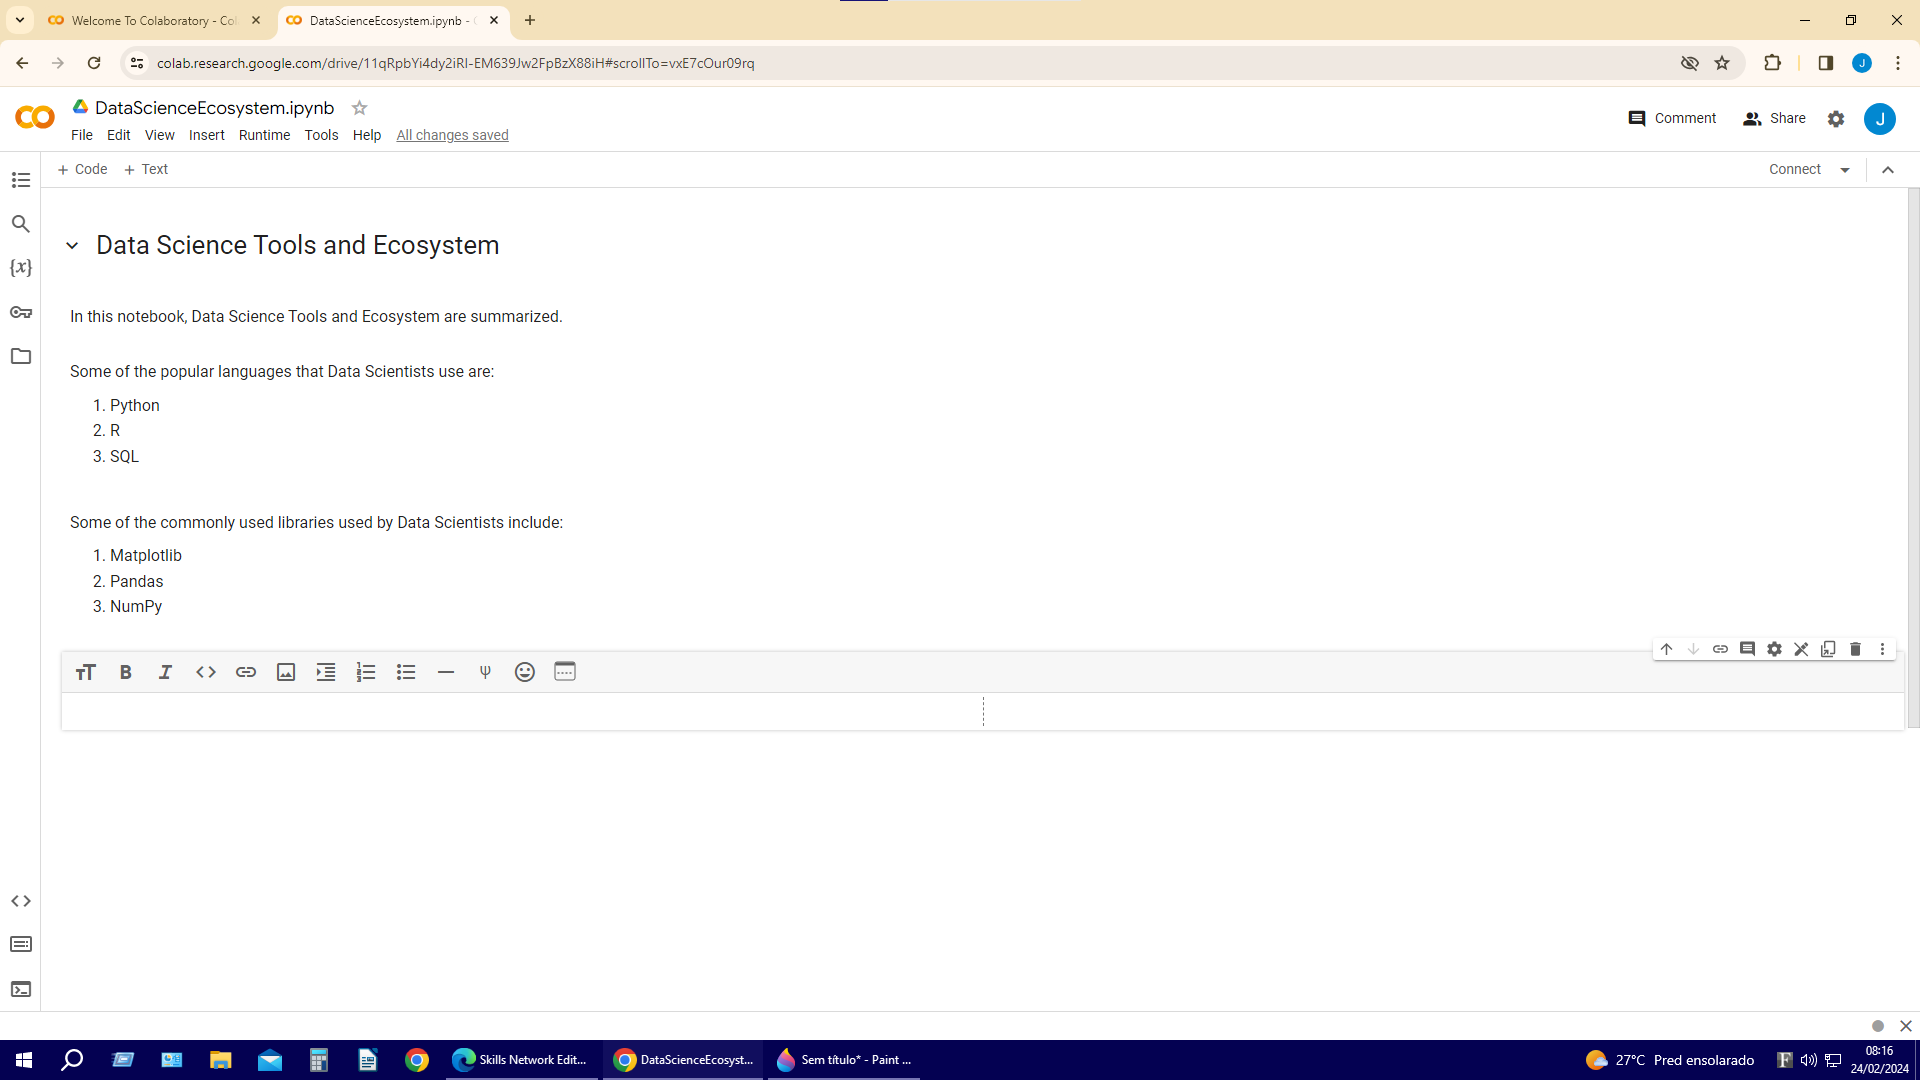 Welcome To Colaboratory - Col
DataScienceEcosystem.ipynb -
colab.research.google.com/drive/11qRpbYi4dy2iRI-EM639Jw2FpBzX88iH#scrollTo=vxE7cOur09rq
J
DataScienceEcosystem.ipynb
File Edit View Insert Runtime Tools Help All changes saved
Comment Share J
+ Code + Text
Connect
{x}
Data Science Tools and Ecosystem
In this notebook, Data Science Tools and Ecosystem are summarized.
Some of the popular languages that Data Scientists use are:
1. Python
2. R
3. SQL
Some of the commonly used libraries used by Data Scientists include:
1. Matplotlib
2. Pandas
3. NumPy
Skills Network Edit...
DataScienceEcosyst...
Sem título* - Paint ...
27°C Pred ensolarado
08:16
24/02/2024